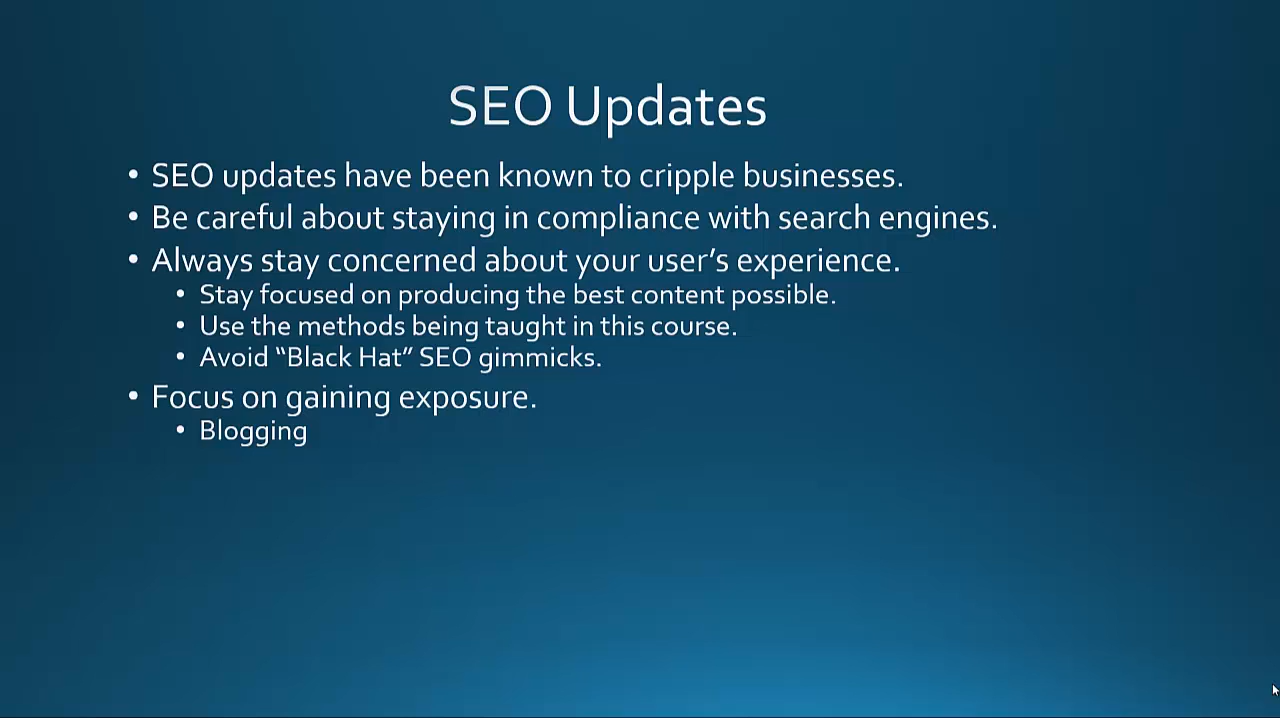 SEO Updates
• SEO updates have been known to cripple businesses.
• Be careful about staying in compliance with search engines.
• Always stay concerned about your user’s experience.
• Stay focused on producing the best content possible.
• Use the methods being taught in this course.
• Avoid “Black Hat” SEO gimmicks.
• Focus on gaining exposure.
• Blogging